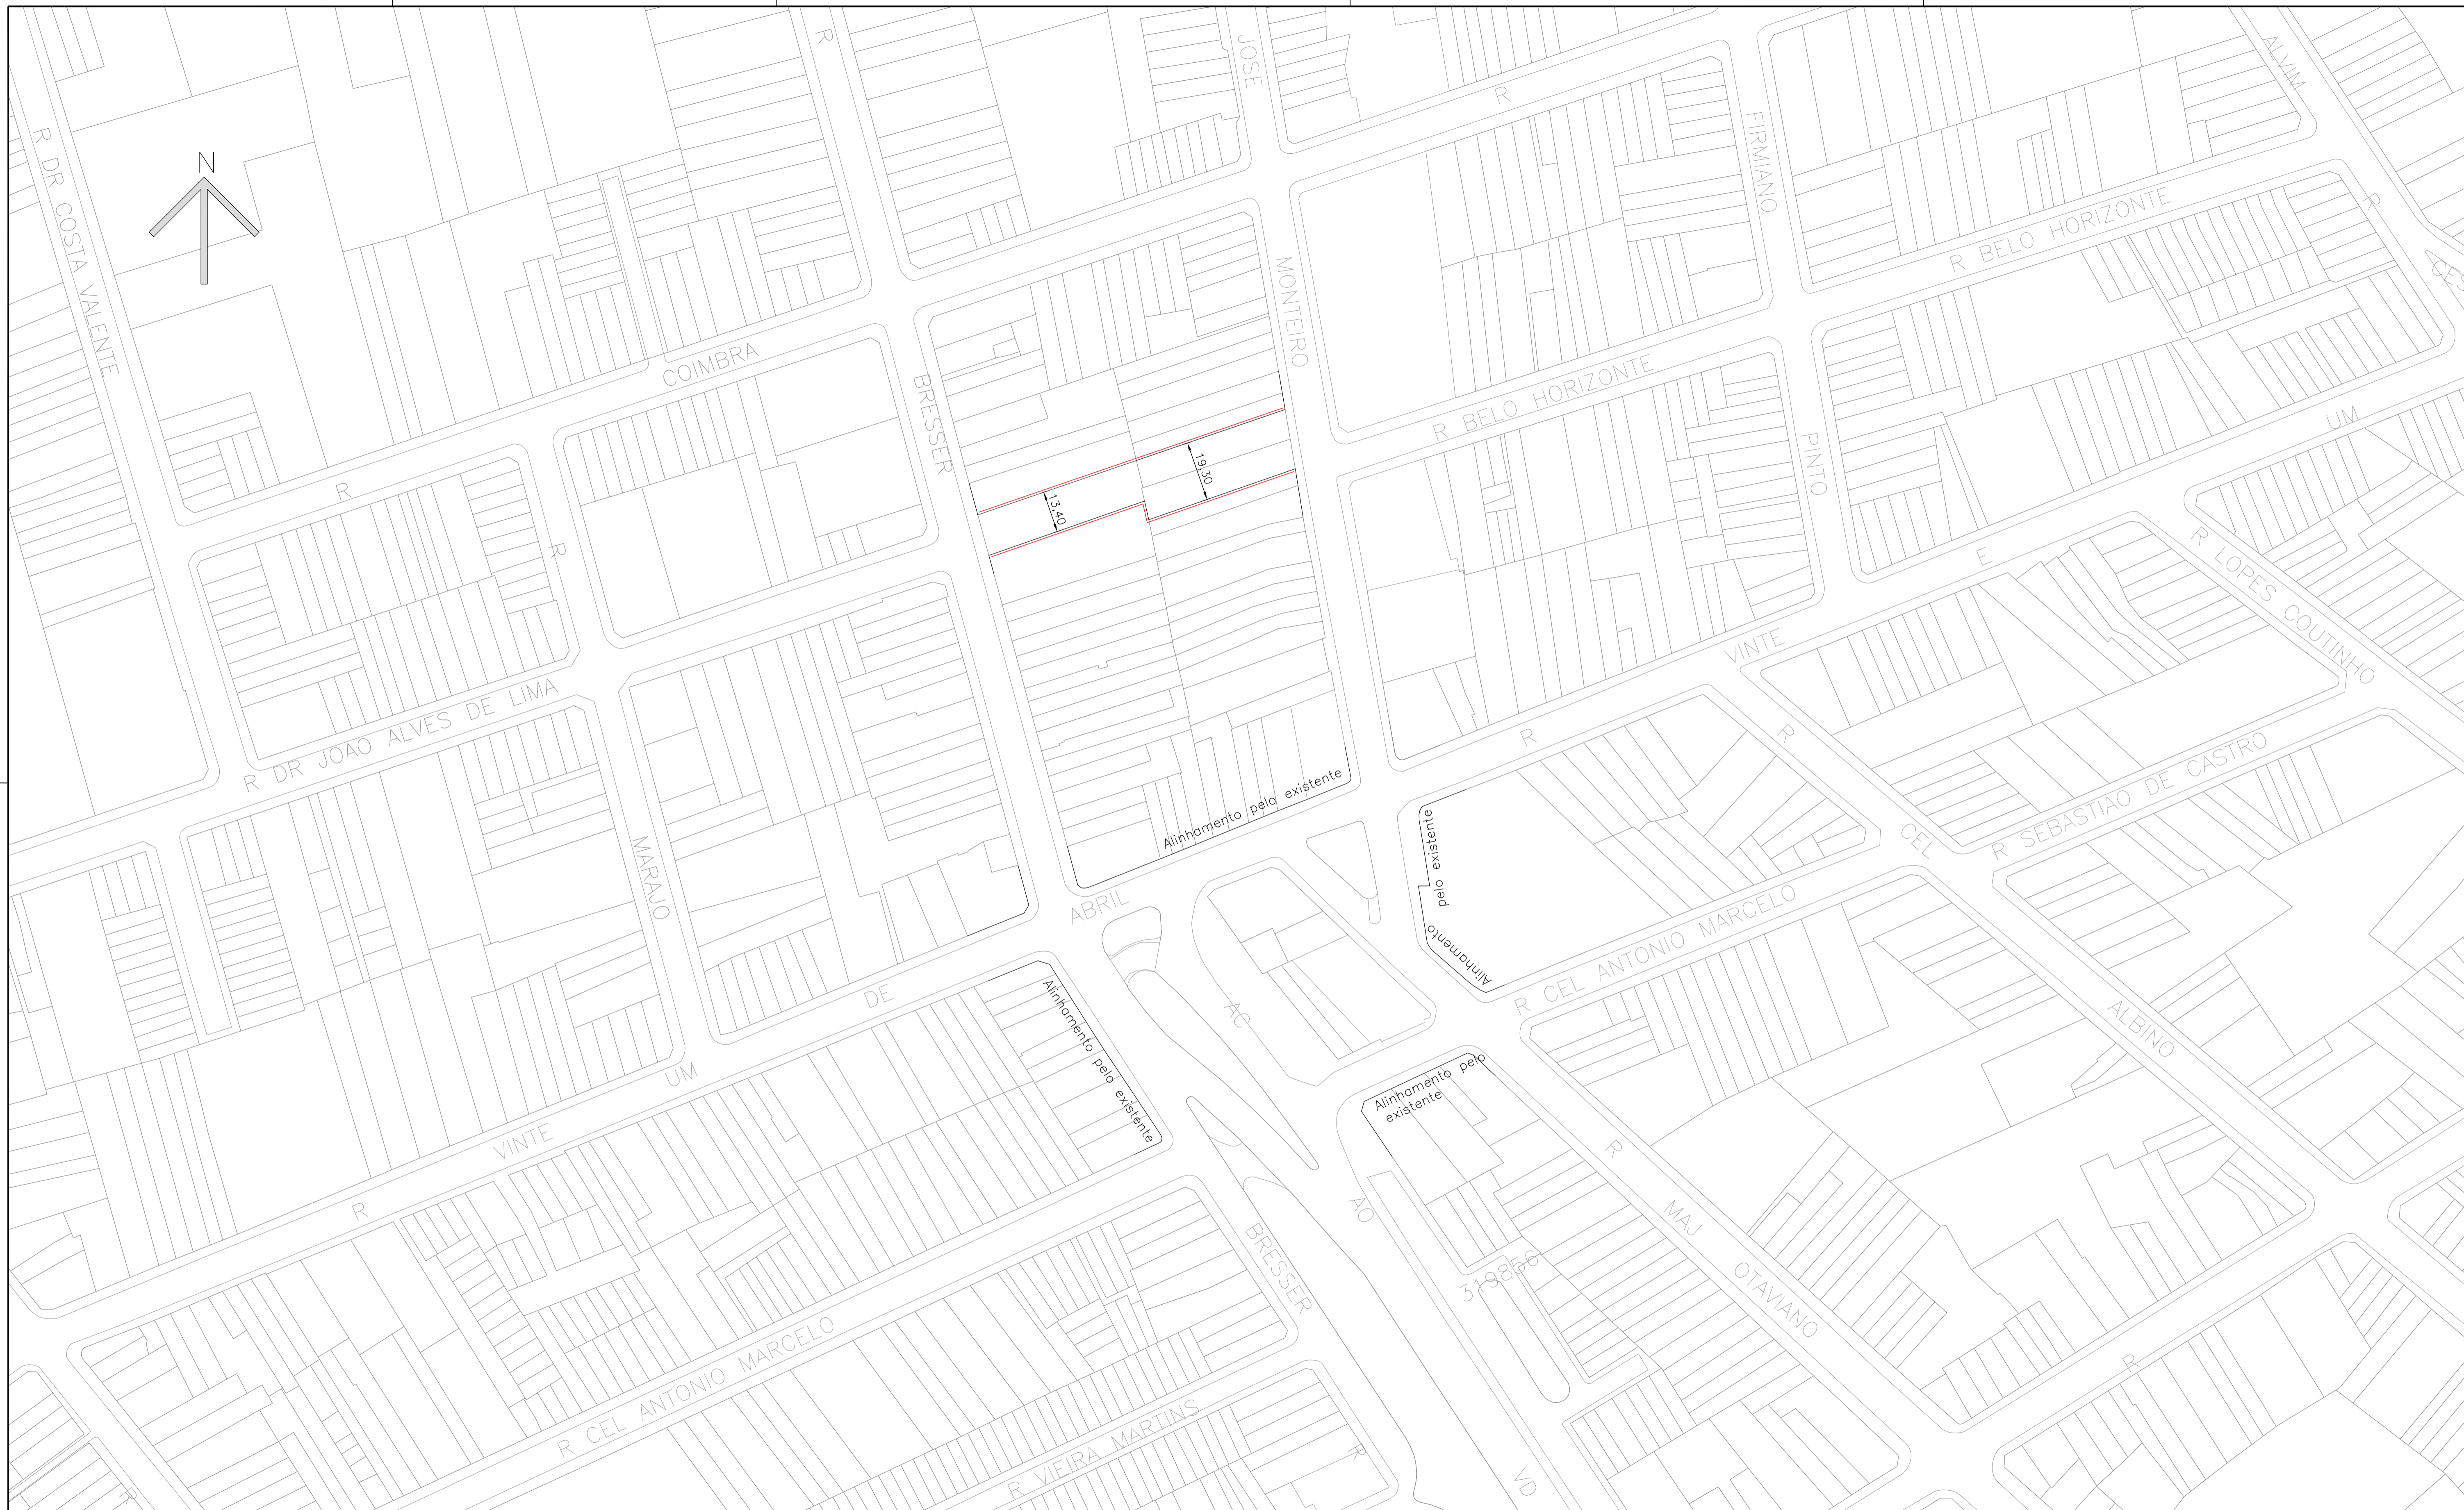 R DR COSTA VALENTE
N
R
JOSE
R
FIRMIANO
ALVIM
R BELO HORIZONTE
R
MONTEIRO
R COIMBRA
BRESSER
R BELO HORIZONTE
PINTO
UM
19,30
13,40
R
E
R LOPES COUTINHO
VINTE
R
R
R DR JOAO ALVES DE LIMA
MARAJO
Alinhamento pelo existente
Alinhamento pelo existente
CEL
R SEBASTIAO DE CASTRO
ABRIL
R CEL ANTONIO MARCELO
DE
AC
ALBINO
UM
Alinhamento pelo existente
Alinhamento pelo
existente
VINTE
R
R
MAJ
OTAVIANO
AO
BRESSER
319856
R CEL ANTONIO MARCELO
R VIEIRA MARTINS
R
R
VD
R